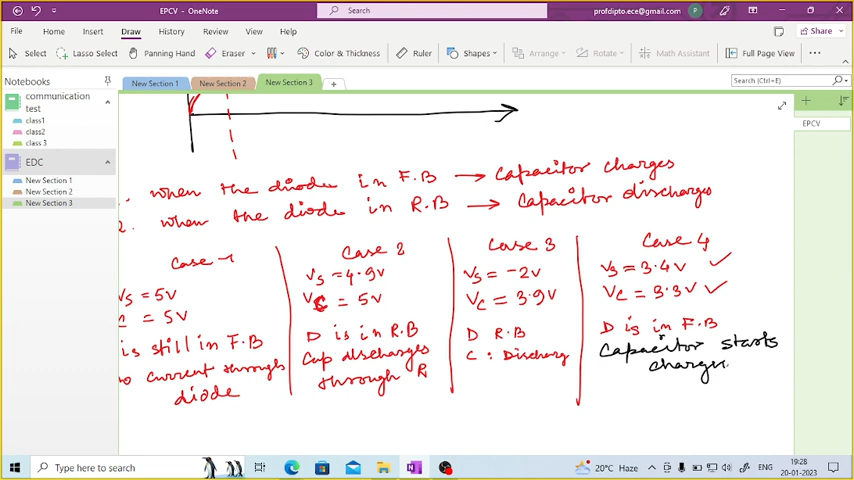 EPCV - OneNote
Search
profdipto.ece@gmail.com
P
File Home Insert Draw History Review View Help
Share
Select Lasso Select Panning Hand Eraser Color & Thickness Ruler Shapes Arrange Rotate Math Assistant Full Page View
Notebooks
New Section 1 New Section 2 New Section 3 +
Search (Ctrl+E)
communication test
class1
class2
class 3
EDC
New Section 1
New Section 2
New Section 3
EPCV
1. when the diode in F.B → Capacitor charges
2. when the diode in R.B → Capacitor discharges
Case-1
Vs = 5V
C = 5V
is still in F.B
o current through
diode
Case 2
Vs = 4.9V
VC = 5V
D is in R.B
Cap discharges
through R
Case 3
Vs = -2V
VC = 3.9V
D R.B
C : Discharg
Case 4
Vs = 3.4V ✓
VC = 3.3V ✓
D is in F.B
Capacitor starts
chargin
Type here to search
20°C Haze
ENG
19:28
20-01-2023